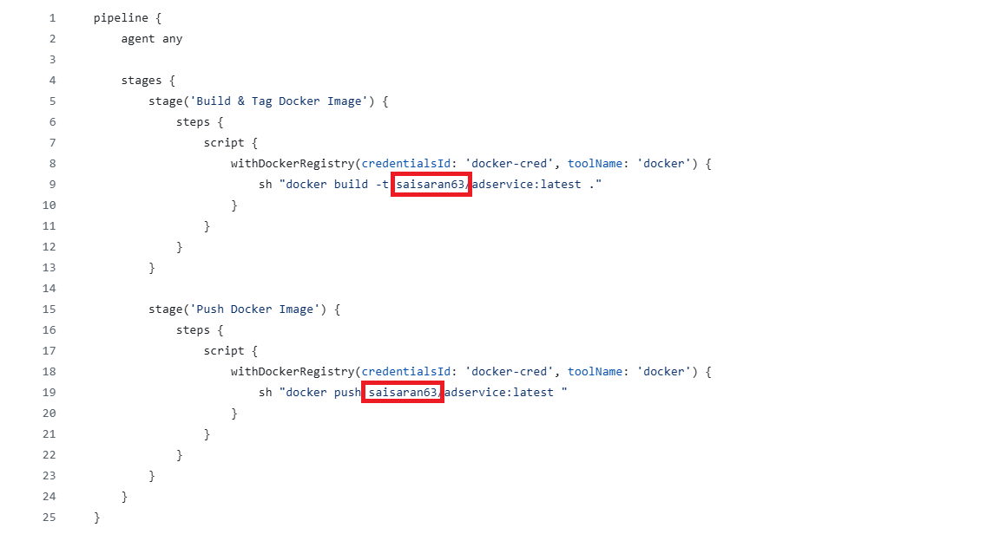 1 pipeline {
2     agent any
3
4     stages {
5         stage('Build & Tag Docker Image') {
6             steps {
7                 script {
8                     withDockerRegistry(credentialsId: 'docker-cred', toolName: 'docker') {
9                         sh "docker build -t saisaran63/adservice:latest ."
10                     }
11                 }
12             }
13         }
14
15         stage('Push Docker Image') {
16             steps {
17                 script {
18                     withDockerRegistry(credentialsId: 'docker-cred', toolName: 'docker') {
19                         sh "docker push saisaran63/adservice:latest "
20                     }
21                 }
22             }
23         }
24     }
25 }